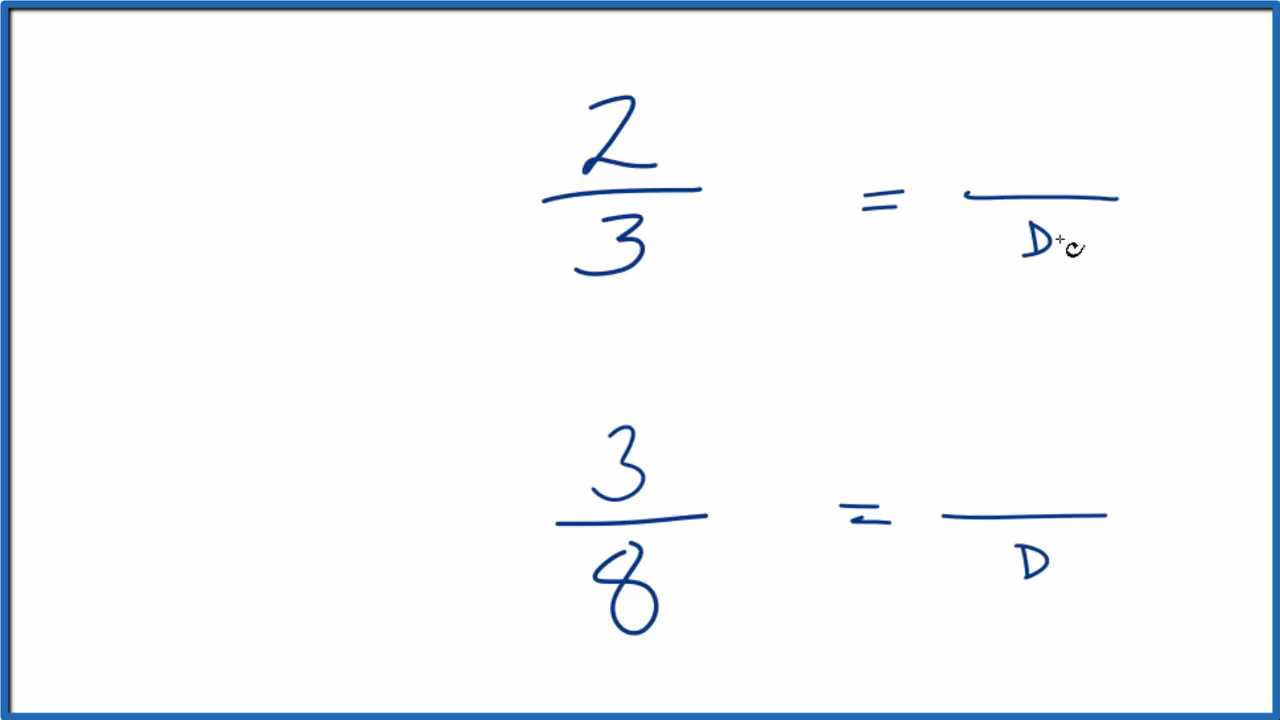 2/3 = /D
3/8 = /D